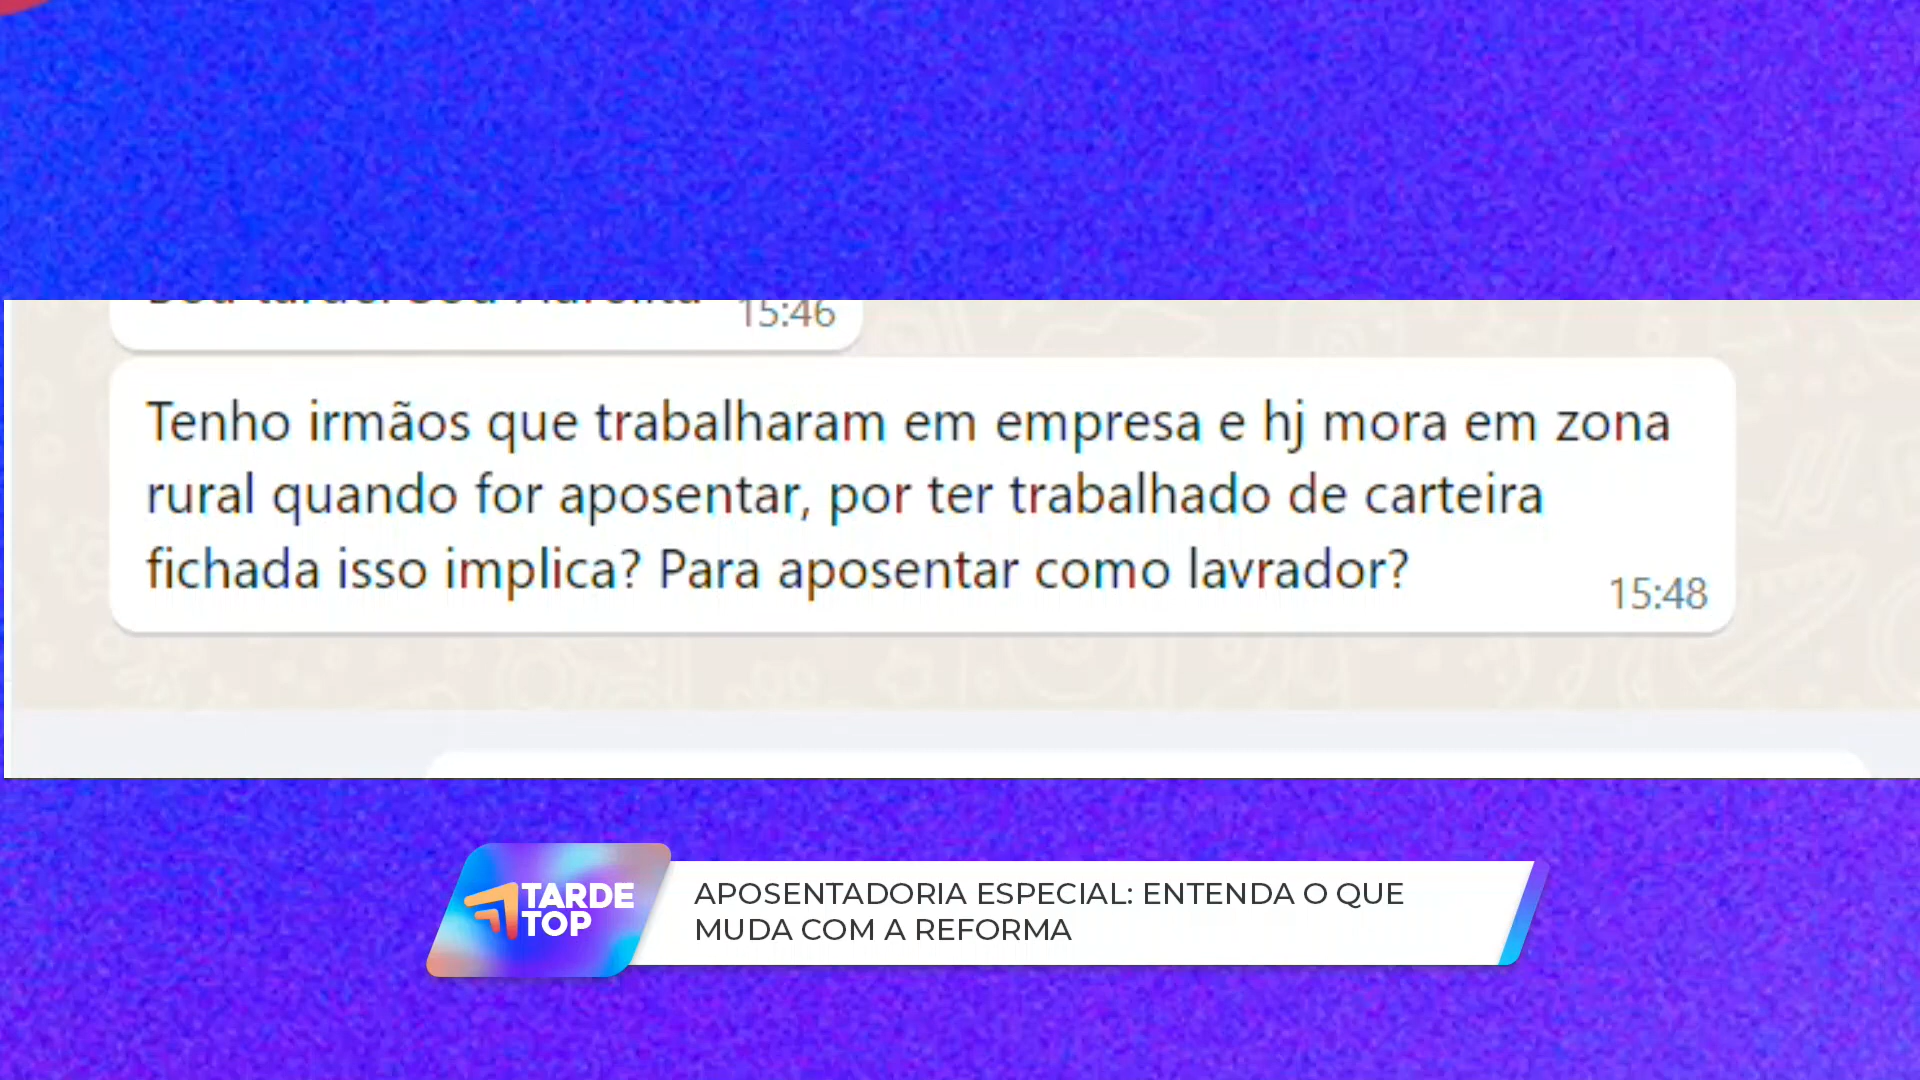 15:46
Tenho irmãos que trabalharam em empresa e hj mora em zona
rural quando for aposentar, por ter trabalhado de carteira
fichada isso implica? Para aposentar como lavrador?
15:48
TARDE
TOP
APOSENTADORIA ESPECIAL: ENTENDA O QUE
MUDA COM A REFORMA